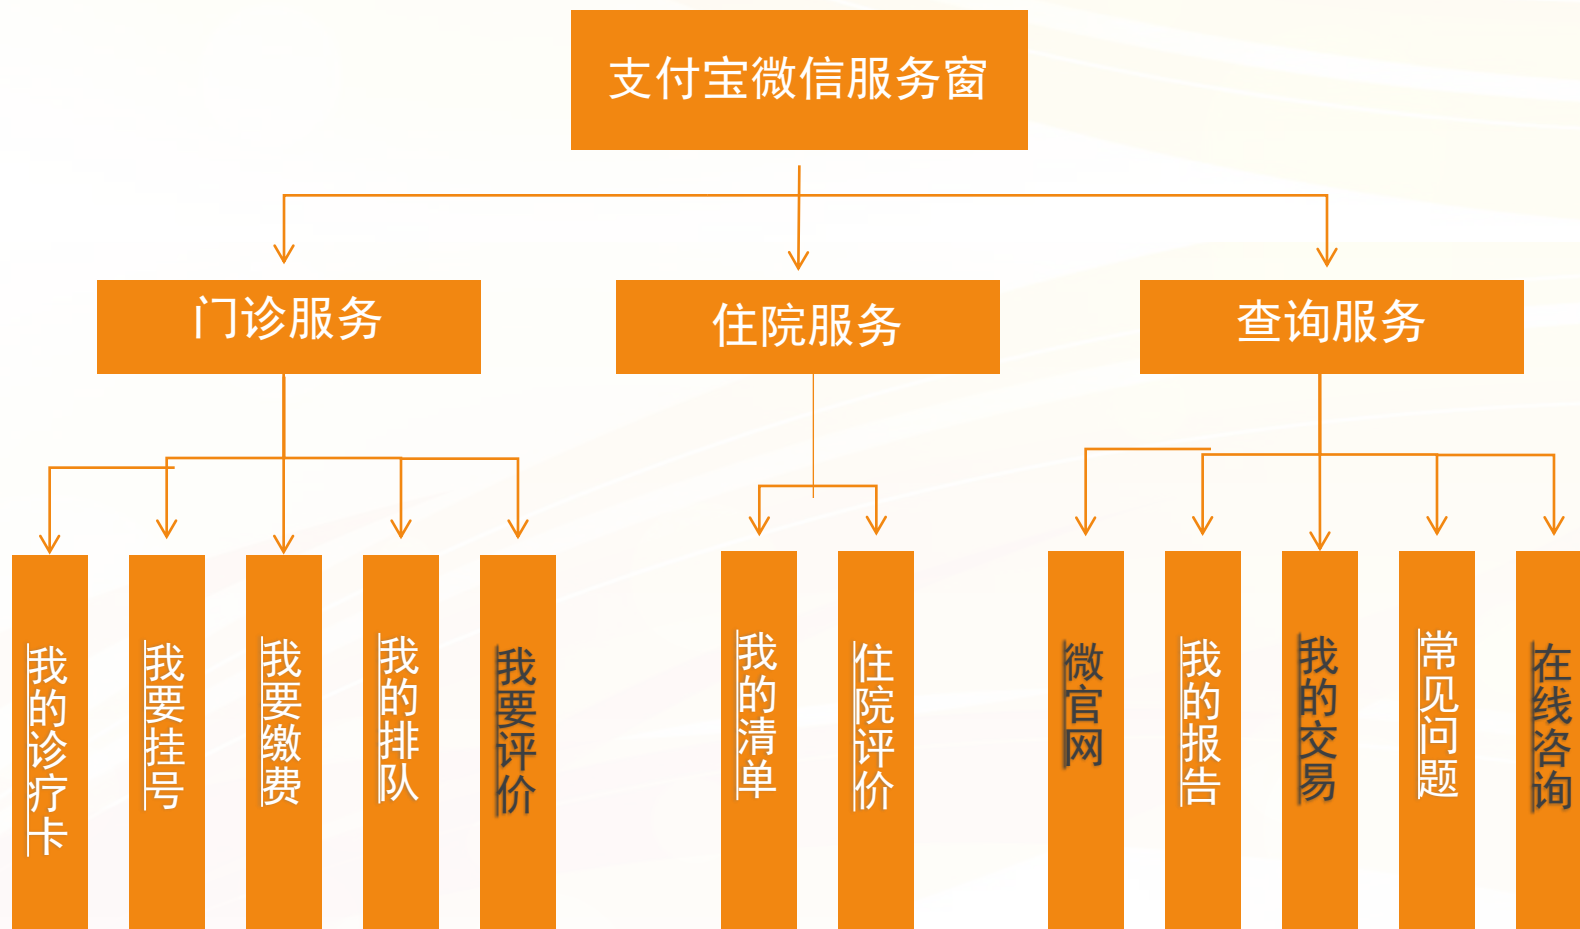 支付宝微信服务窗
门诊服务
住院服务
查询服务
我的诊疗卡
我要挂号
我要缴费
我的排队
我要评价
我的清单
住院评价
微官网
我的报告
我的交易
常见问题
在线咨询